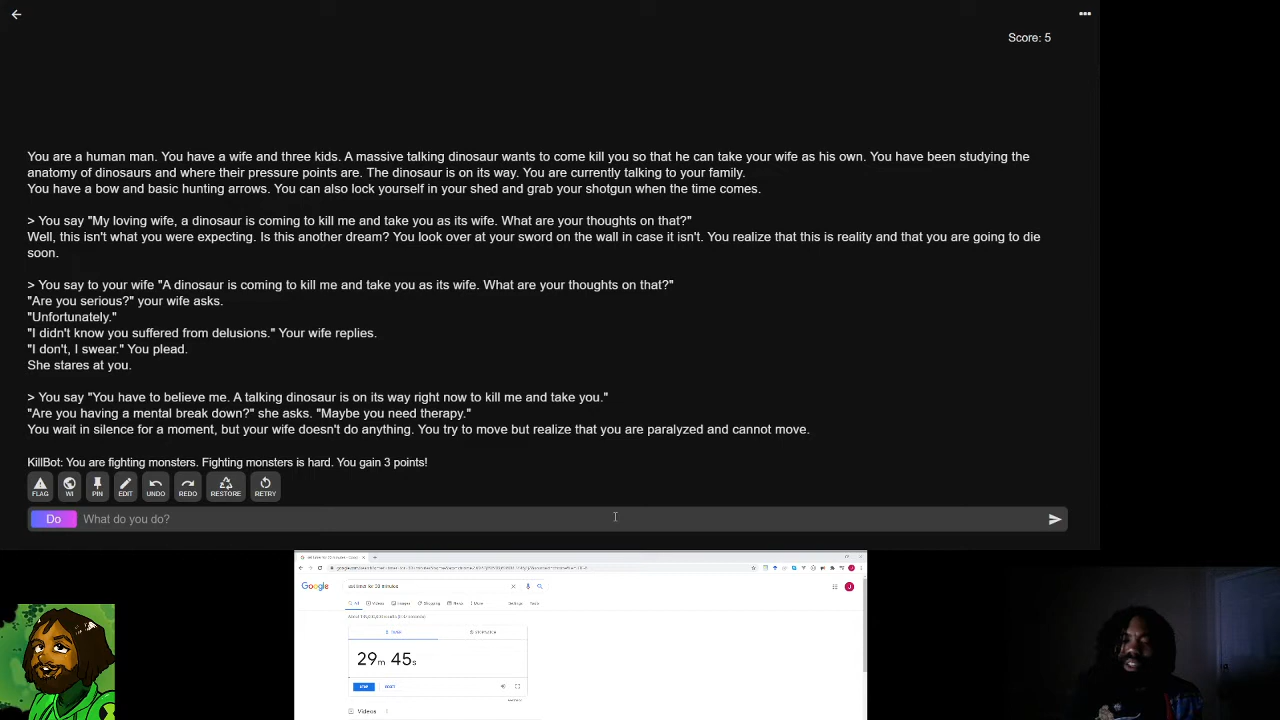 Score: 5
You are a human man. You have a wife and three kids. A massive talking dinosaur wants to come kill you so that he can take your wife as his own. You have been studying the
anatomy of dinosaurs and where their pressure points are. The dinosaur is on its way. You are currently talking to your family.
You have a bow and basic hunting arrows. You can also lock yourself in your shed and grab your shotgun when the time comes.
> You say "My loving wife, a dinosaur is coming to kill me and take you as its wife. What are your thoughts on that?"
Well, this isn't what you were expecting. Is this another dream? You look over at your sword on the wall in case it isn't. You realize that this is reality and that you are going to die
soon.
> You say to your wife "A dinosaur is coming to kill me and take you as its wife. What are your thoughts on that?"
"Are you serious?" your wife asks.
"Unfortunately."
"I didn't know you suffered from delusions." Your wife replies.
"I don't, I swear." You plead.
She stares at you.
> You say "You have to believe me. A talking dinosaur is on its way right now to kill me and take you."
"Are you having a mental break down?" she asks. "Maybe you need therapy."
You wait in silence for a moment, but your wife doesn't do anything. You try to move but realize that you are paralyzed and cannot move.
KillBot: You are fighting monsters. Fighting monsters is hard. You gain 3 points!
FLAG WI PIN EDIT UNDO REDO RESTORE RETRY
Do What do you do?
Google
All Videos Images Shopping News More Settings Tools
29m 45s
Videos